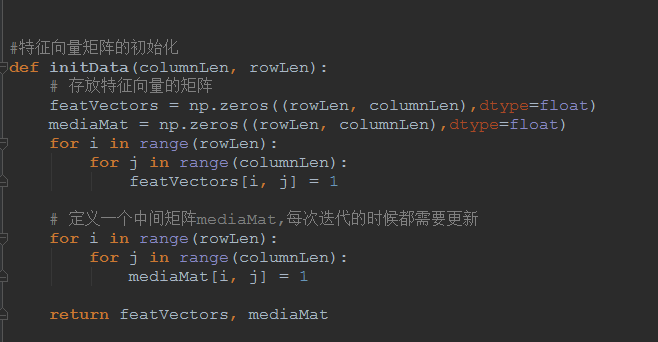 #特征向量矩阵的初始化
def initData(columnLen, rowLen):
    # 存放特征向量的矩阵
    featVectors = np.zeros((rowLen, columnLen),dtype=float)
    mediaMat = np.zeros((rowLen, columnLen),dtype=float)
    for i in range(rowLen):
        for j in range(columnLen):
            featVectors[i, j] = 1
    # 定义一个中间矩阵mediaMat,每次迭代的时候都需要更新
    for i in range(rowLen):
        for j in range(columnLen):
            mediaMat[i, j] = 1
    return featVectors, mediaMat